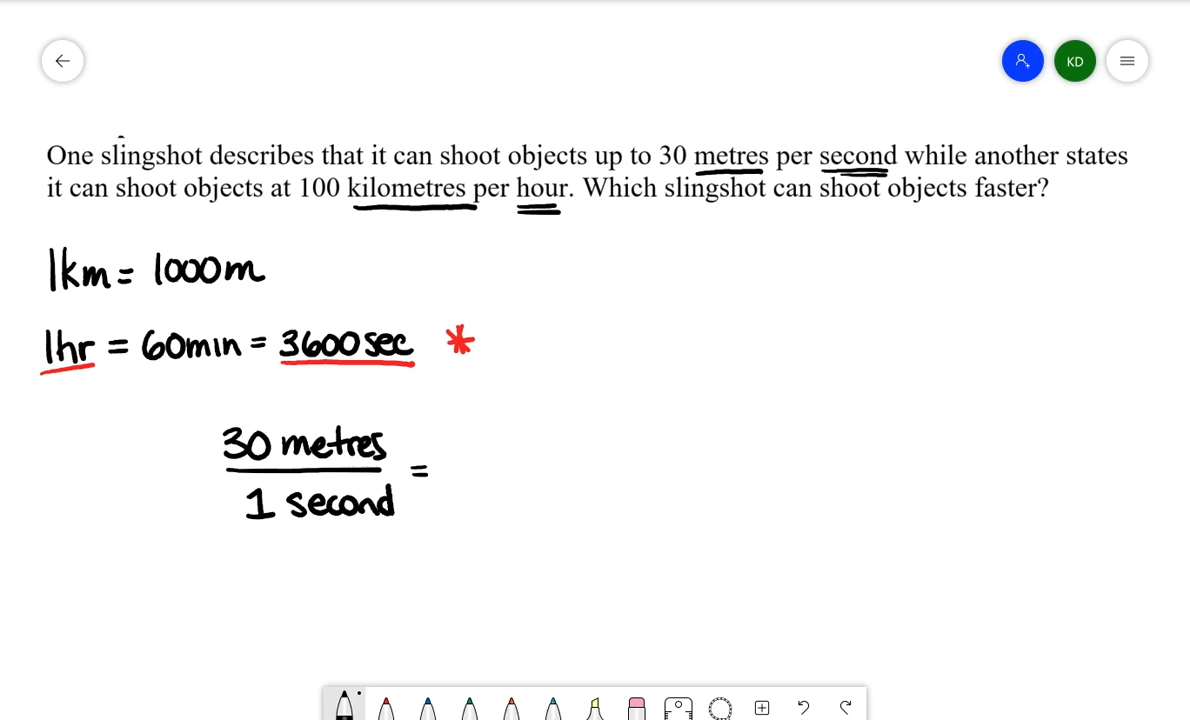 KD
One slingshot describes that it can shoot objects up to 30 metres per second while another states
it can shoot objects at 100 kilometres per hour. Which slingshot can shoot objects faster?
1km = 1000m
1hr = 60min = 3600sec *
30 metres
=
1 second